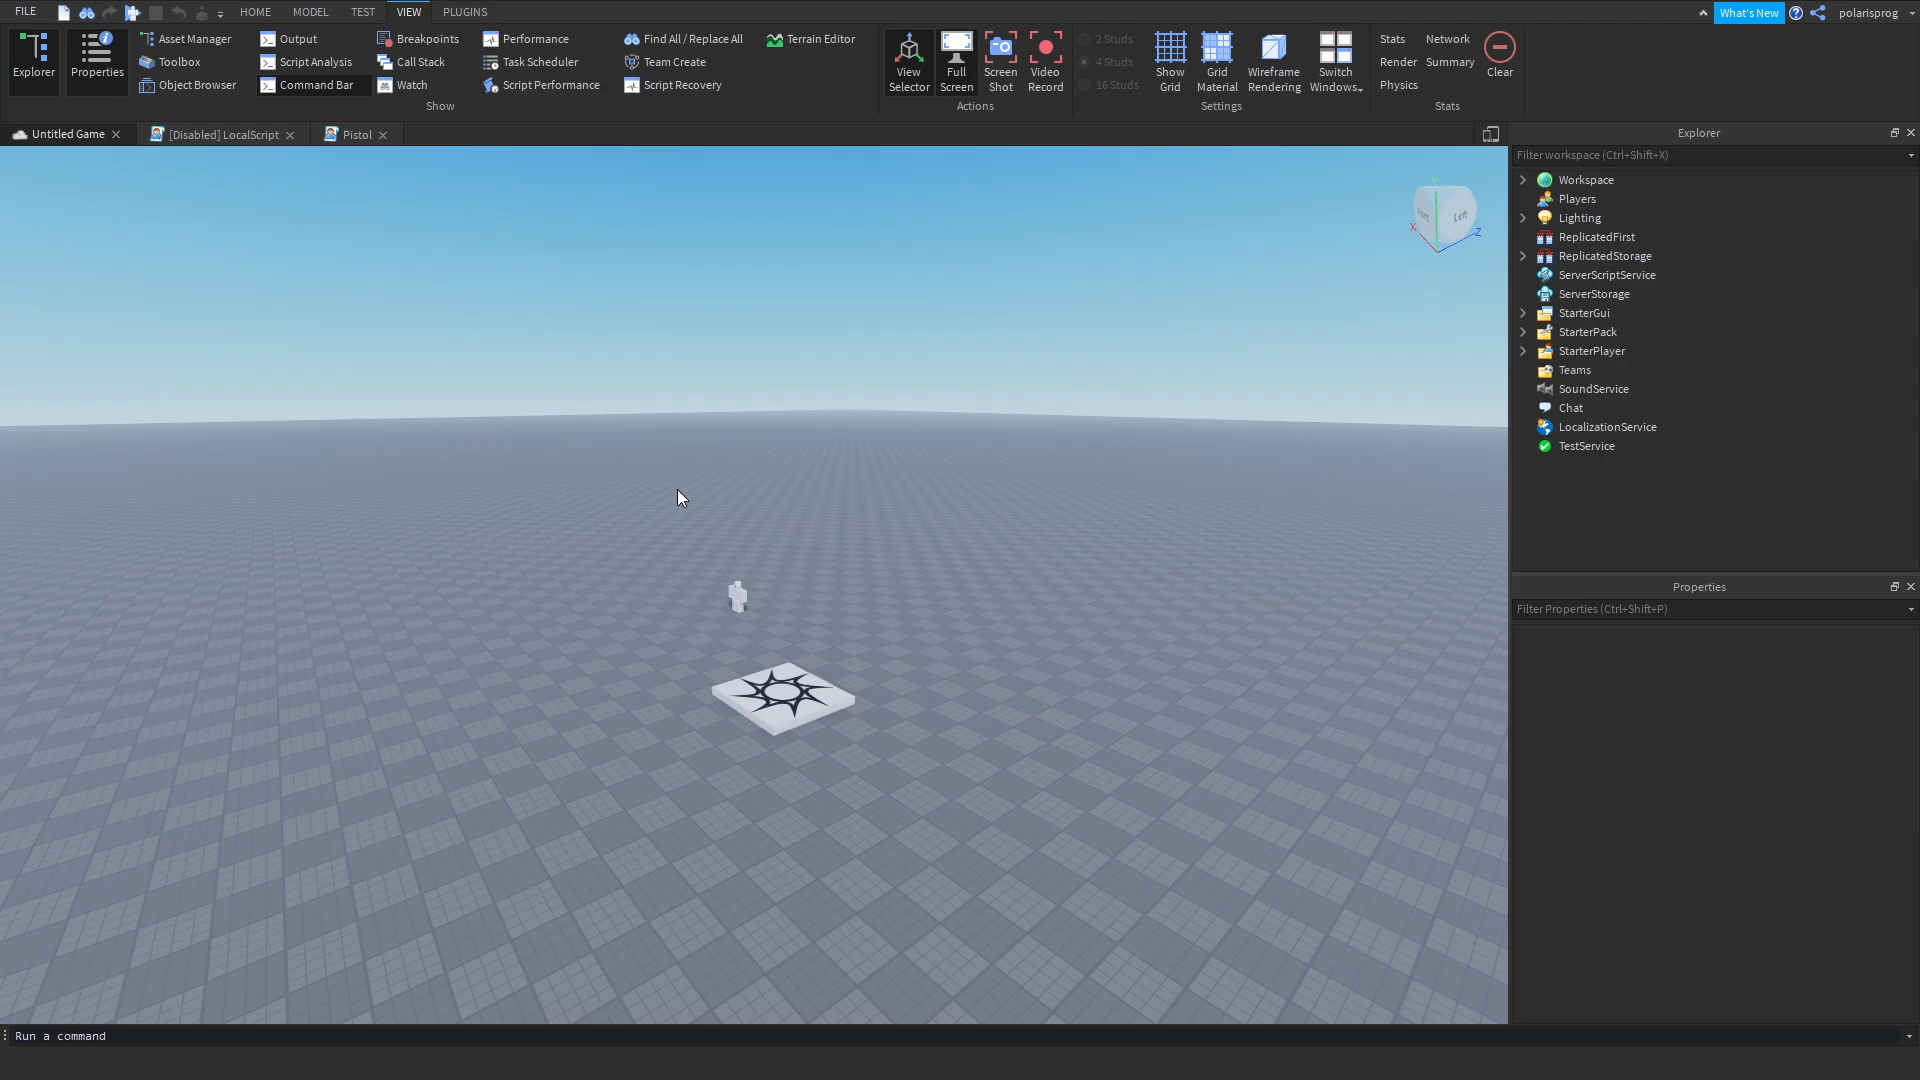 FILE HOME MODEL TEST VIEW PLUGINS What's New polarisprog
Explorer
Properties
Asset Manager
Toolbox
Object Browser
Output
Script Analysis
Command Bar
Breakpoints
Call Stack
Watch
Performance
Task Scheduler
Script Performance
Find All / Replace All
Team Create
Script Recovery
Terrain Editor
Show
View
Selector
Full
Screen
Screen
Shot
Video
Record
Actions
2 Studs
4 Studs
16 Studs
Show
Grid
Grid
Material
Wireframe
Rendering
Switch
Windows
Settings
Stats Network
Render Summary
Physics
Clear
Stats
Untitled Game [Disabled] LocalScript Pistol
Y
Front
Left
X
Z
Explorer
Filter workspace (Ctrl+Shift+X)
Workspace
Players
Lighting
ReplicatedFirst
ReplicatedStorage
ServerScriptService
ServerStorage
StarterGui
StarterPack
StarterPlayer
Teams
SoundService
Chat
LocalizationService
TestService
Properties
Filter Properties (Ctrl+Shift+P)
Run a command